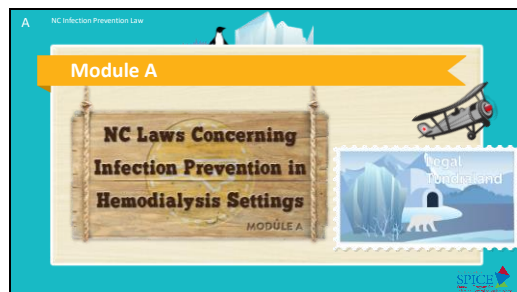 A NC Infection Prevention Law
Module A
NC Laws Concerning
Infection Prevention in
Hemodialysis Settings
MODULE A
Legal
Tundraland
SPICE